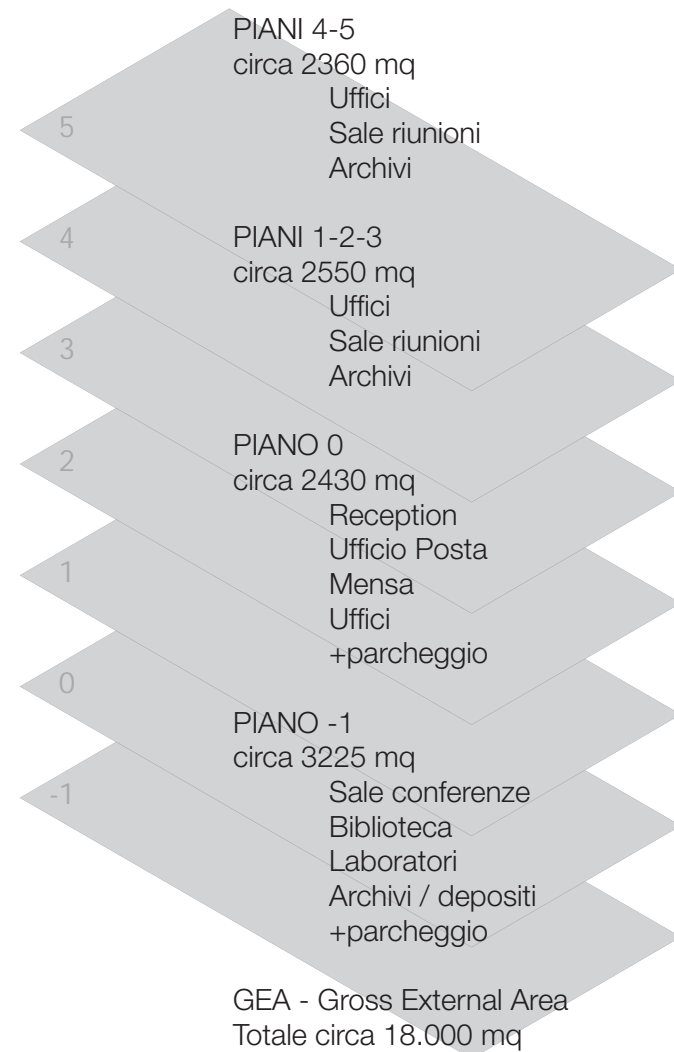 PIANI 4-5
circa 2360 mq
Uffici
5
Sale riunioni
Archivi
4
PIANI 1-2-3
circa 2550 mq
Uffici
3
Sale riunioni
Archivi
PIANO 0
2
circa 2430 mq
Reception
Ufficio Posta
1
Mensa
Uffici
+parcheggio
0
PIANO -1
circa 3225 mq
-1
Sale conferenze
Biblioteca
Laboratori
Archivi / depositi
+parcheggio
GEA - Gross External Area
Totale circa 18.000 mq